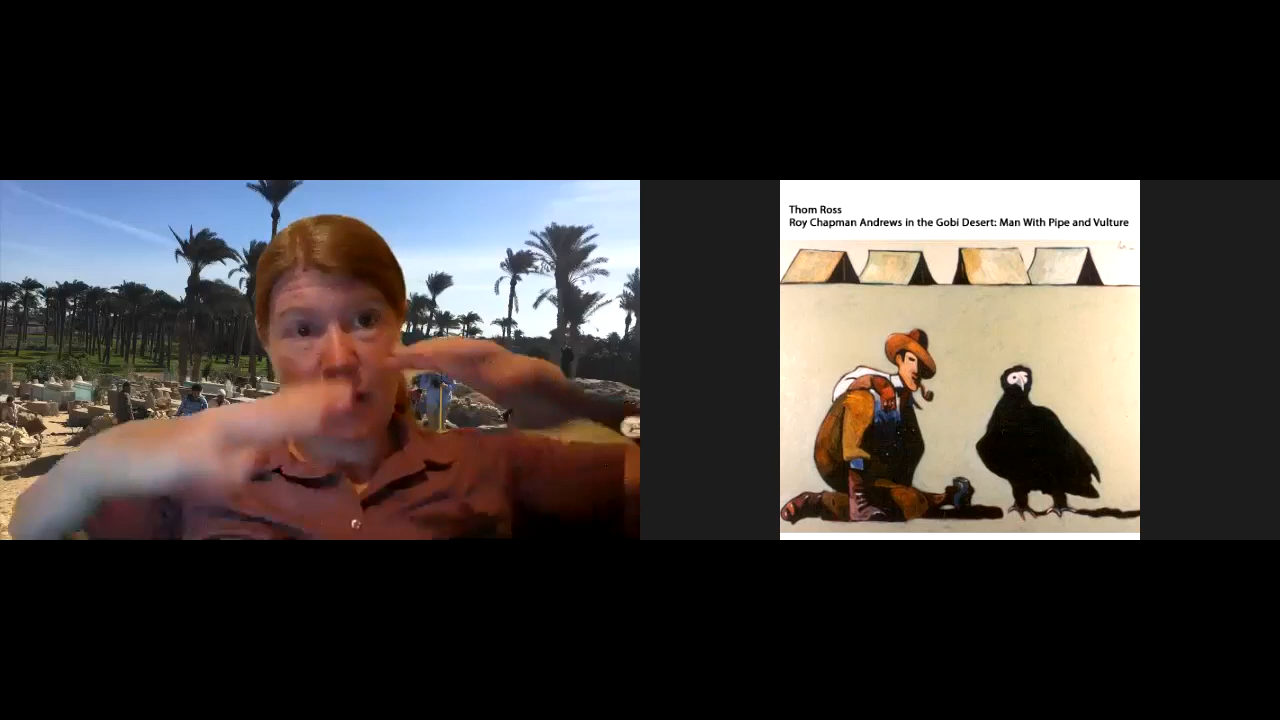 Thom Ross
Roy Chapman Andrews in the Gobi Desert: Man With Pipe and Vulture